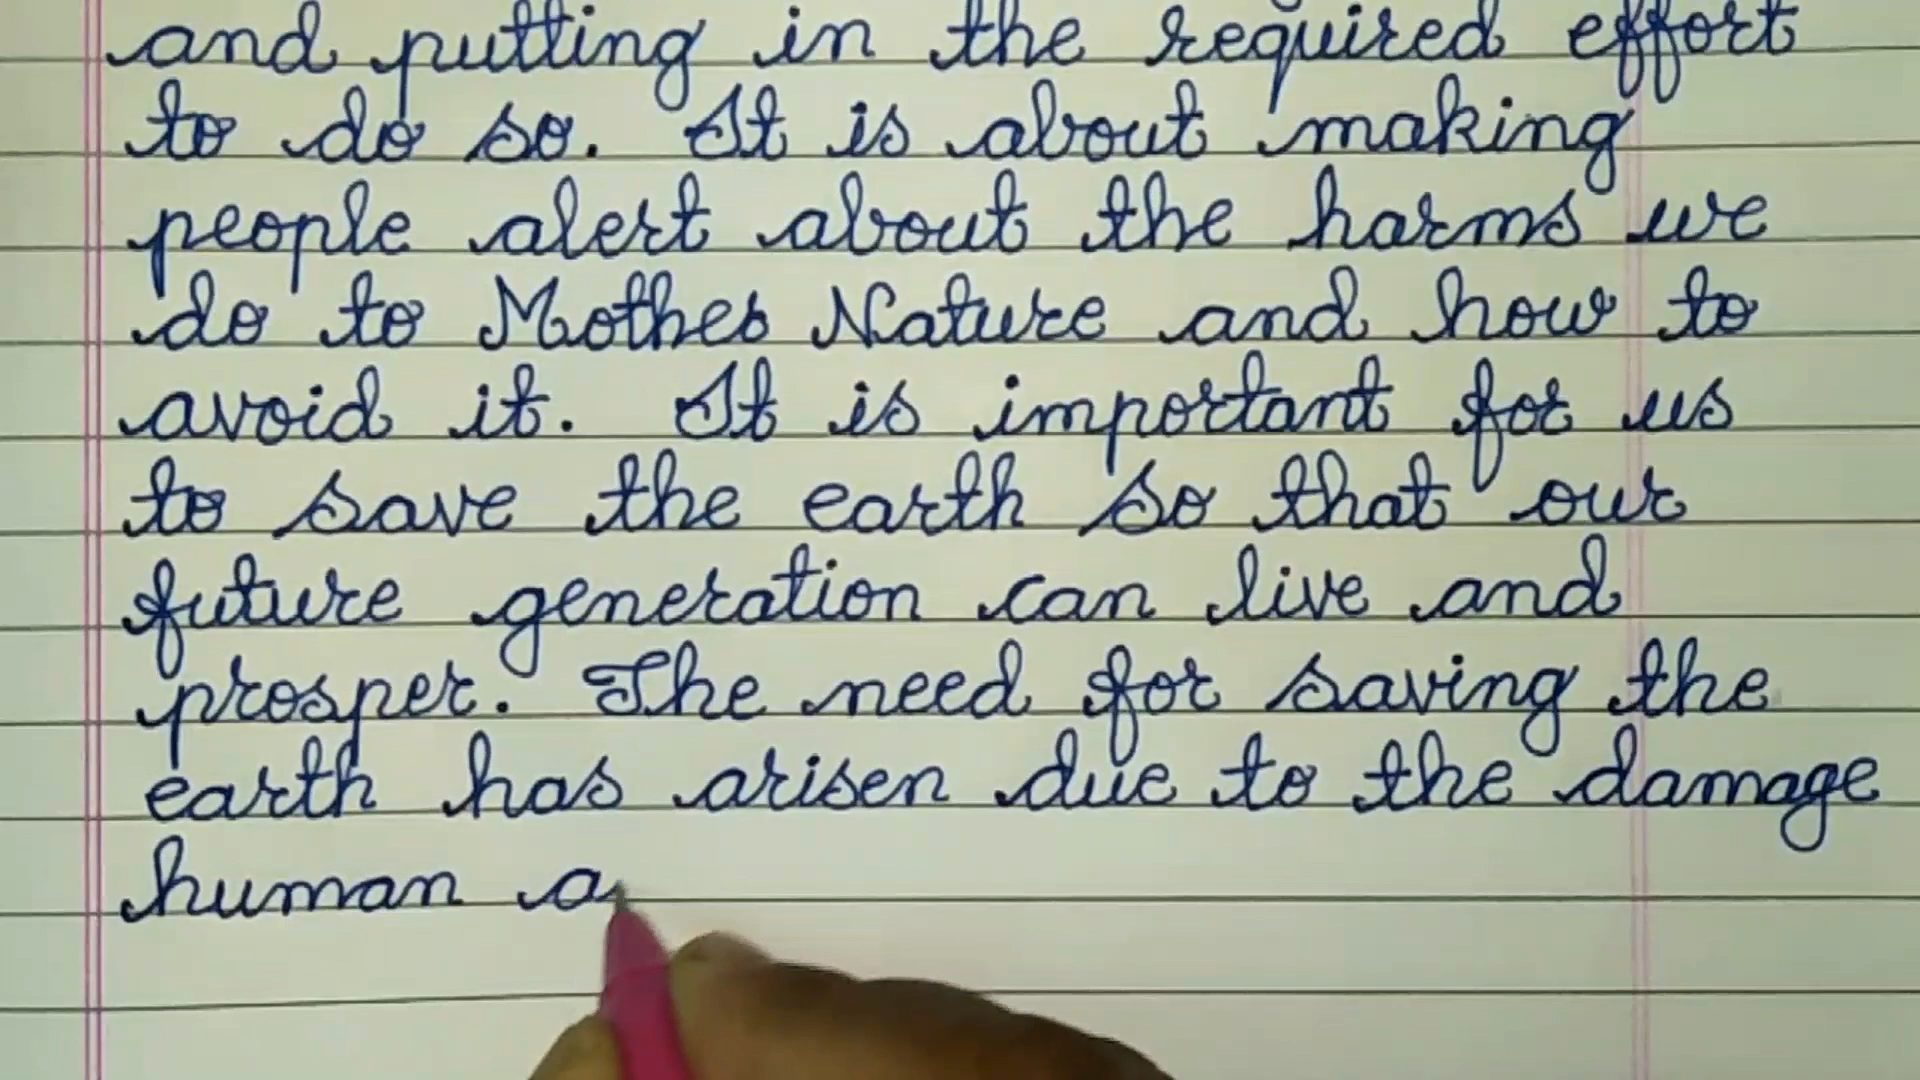 and putting in the required effort
to do so. It is about making
people alert about the harms we
do to Mother Nature and how to
avoid it. It is important for us
to save the earth so that our
future generation can live and
prosper. The need for saving the
earth has arisen due to the damage
human a